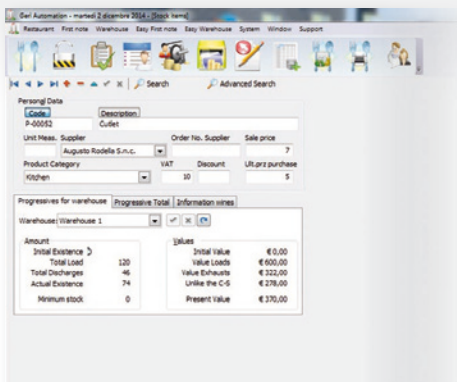 Geri Automation - martedì 2 dicembre 2014 - [Stock items]
Restaurant First note Warehouse Easy First note Easy Warehouse System Window Support
Search Advanced Search
Personal Data
Code Description
P-00052 Cutlet
Unit Meas. Supplier Order No. Supplier Sale price
Augusto Rodella S.n.c. 7
Product Category VAT Discount Ult.prz purchase
Kitchen 10 5
Progressives for warehouse Progressive Total Information wines
Warehouse: Warehouse 1
Amount Values
Initial Existence Initial Value € 0,00
Total Load 120 Value Loads € 600,00
Total Discharges 46 Value Exhausts € 322,00
Actual Existence 74 Unlike the C-S € 278,00
Minimum stock 0 Present Value € 370,00